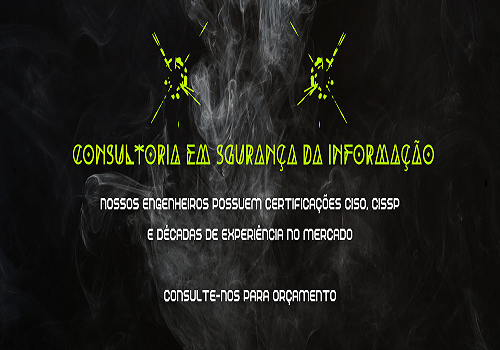 CONSULTORIA EM SGURANÇA DA INFORMAÇÃO
NOSSOS ENGENHEIROS POSSUEM CERTIFICAÇÕES CISO, CISSP
E DÉCADAS DE EXPERIÊNCIA NO MERCADO
CONSULTE-NOS PARA ORÇAMENTO